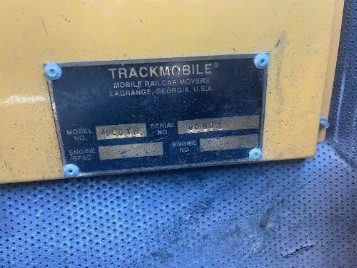 TRACKMOBILE®
MOBILE RAILCAR MOVERS
LAGRANGE, GEORGIA, U.S.A.
MODEL NO. SERIAL NO.
ENGINE SPEC ENGINE NO.